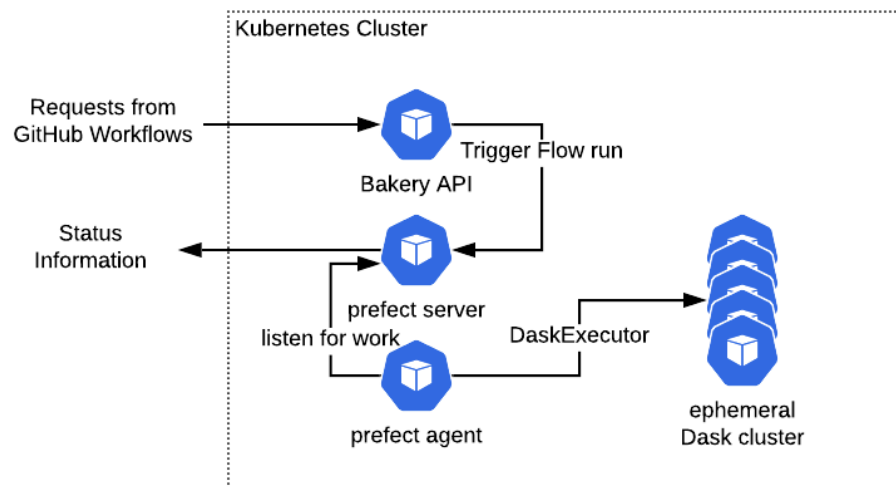 Kubernetes Cluster
Requests from
GitHub Workflows
Trigger Flow run
Bakery API
Status
Information
prefect server
listen for work
DaskExecutor
prefect agent
ephemeral
Dask cluster